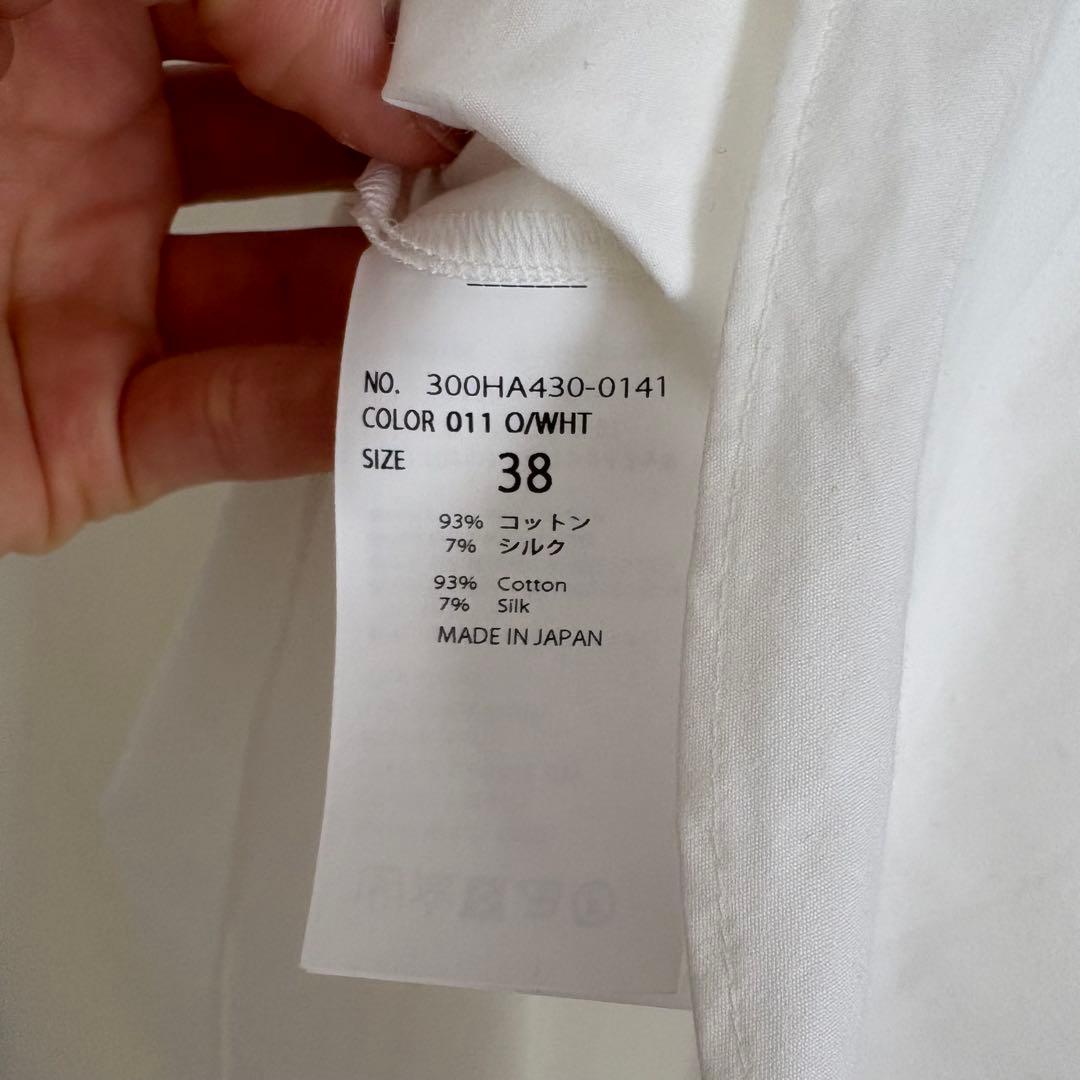 NO. 300HA430-0141
COLOR 011 O/WHT
SIZE 38
93% コットン
7% シルク
93% Cotton
7% Silk
MADE IN JAPAN